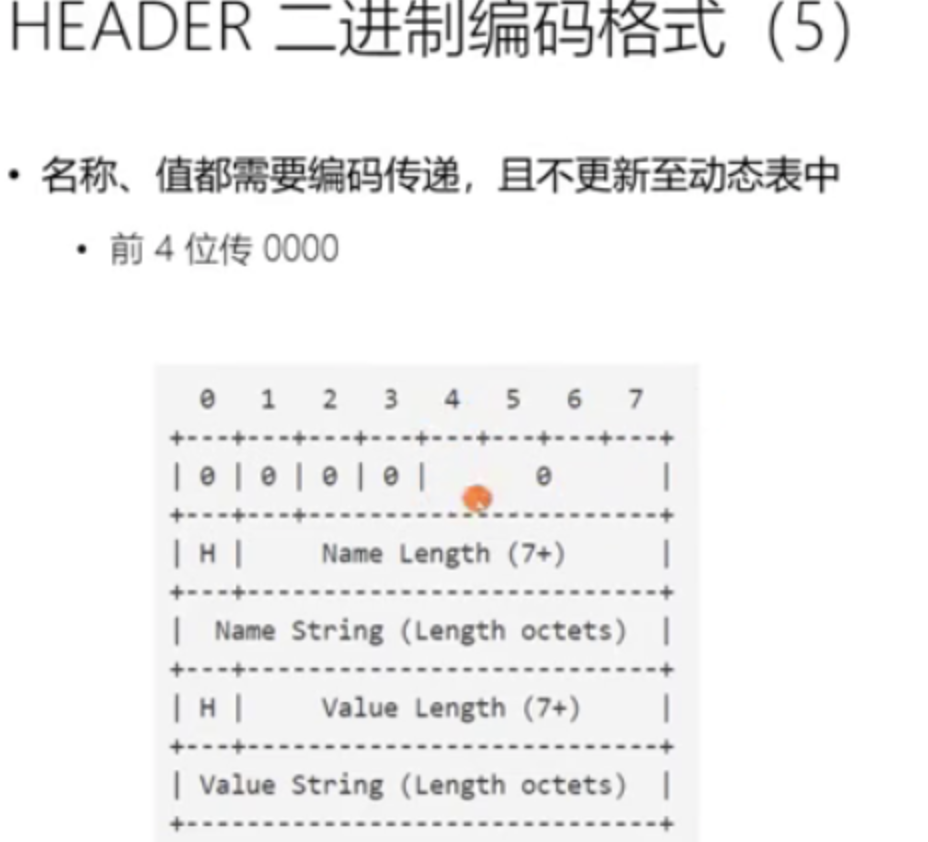 HEADER 二进制编码格式（5）
• 名称、值都需要编码传递，且不更新至动态表中
• 前 4 位传 0000
0 1 2 3 4 5 6 7
+---+---+---+---+---+---+---+---+
| 0 | 0 | 0 | 0 | 0 |
+---+---+-----------------------+
| H | Name Length (7+) |
+---+---------------------------+
| Name String (Length octets) |
+---+---------------------------+
| H | Value Length (7+) |
+---+---------------------------+
| Value String (Length octets) |
+-------------------------------+